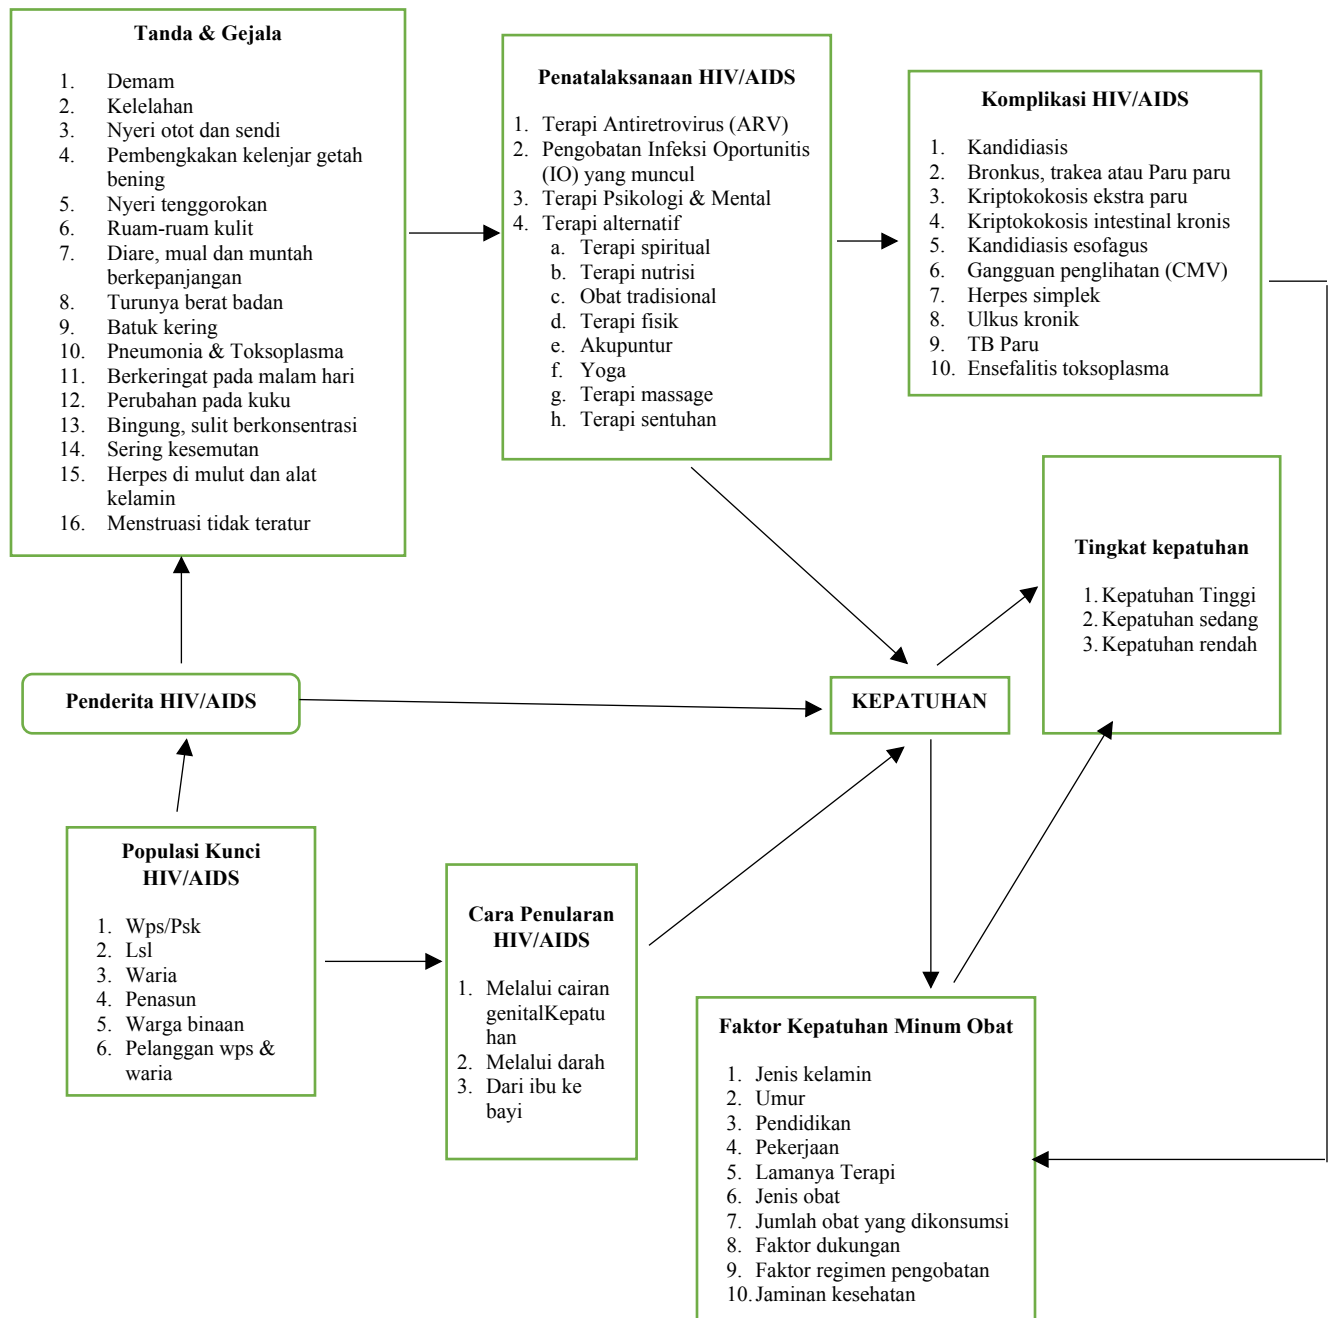 Tanda & Gejala
1. Demam
2. Kelelahan
3. Nyeri otot dan sendi
4. Pembengkakan kelenjar getah
bening
5. Nyeri tenggorokan
6. Ruam-ruam kulit
7. Diare, mual dan muntah
berkepanjangan
8. Turunya berat badan
9. Batuk kering
10. Pneumonia & Toksoplasma
11. Berkeringat pada malam hari
12. Perubahan pada kuku
13. Bingung, sulit berkonsentrasi
14. Sering kesemutan
15. Herpes di mulut dan alat
kelamin
16. Menstruasi tidak teratur
Penatalaksanaan HIV/AIDS
1. Terapi Antiretrovirus (ARV)
2. Pengobatan Infeksi Oportunitis
(IO) yang muncul
3. Terapi Psikologi & Mental
4. Terapi alternatif
a. Terapi spiritual
b. Terapi nutrisi
c. Obat tradisional
d. Terapi fisik
e. Akupuntur
f. Yoga
g. Terapi massage
h. Terapi sentuhan
Komplikasi HIV/AIDS
1. Kandidiasis
2. Bronkus, trakea atau Paru paru
3. Kriptokokosis ekstra paru
4. Kriptokokosis intestinal kronis
5. Kandidiasis esofagus
6. Gangguan penglihatan (CMV)
7. Herpes simplek
8. Ulkus kronik
9. TB Paru
10. Ensefalitis toksoplasma
Tingkat kepatuhan
1. Kepatuhan Tinggi
2. Kepatuhan sedang
3. Kepatuhan rendah
Penderita HIV/AIDS
KEPATUHAN
Populasi Kunci
HIV/AIDS
1. Wps/Psk
2. Lsl
3. Waria
4. Penasun
5. Warga binaan
6. Pelanggan wps &
waria
Cara Penularan
HIV/AIDS
1. Melalui cairan
genitalKepatu
han
2. Melalui darah
3. Dari ibu ke
bayi
Faktor Kepatuhan Minum Obat
1. Jenis kelamin
2. Umur
3. Pendidikan
4. Pekerjaan
5. Lamanya Terapi
6. Jenis obat
7. Jumlah obat yang dikonsumsi
8. Faktor dukungan
9. Faktor regimen pengobatan
10. Jaminan kesehatan